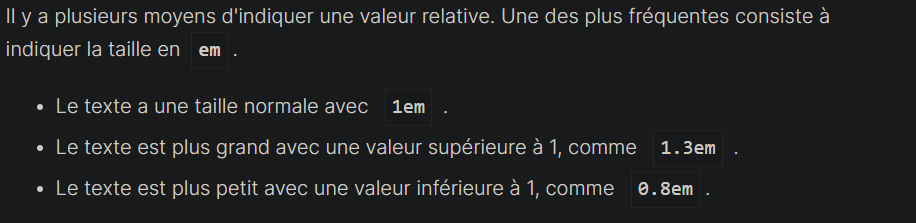 Il y a plusieurs moyens d'indiquer une valeur relative. Une des plus fréquentes consiste à
indiquer la taille en em .
• Le texte a une taille normale avec 1em .
• Le texte est plus grand avec une valeur supérieure à 1, comme 1.3em .
• Le texte est plus petit avec une valeur inférieure à 1, comme 0.8em .